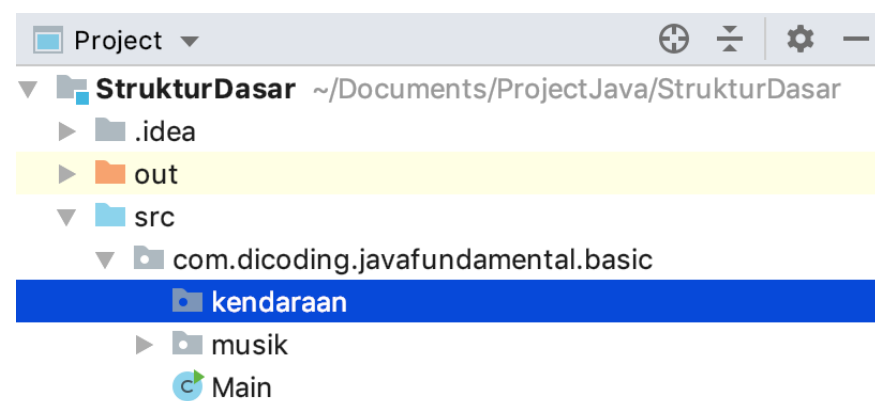 Project
StrukturDasar ~/Documents/ProjectJava/StrukturDasar
.idea
out
src
com.dicoding.javafundamental.basic
kendaraan
musik
C Main